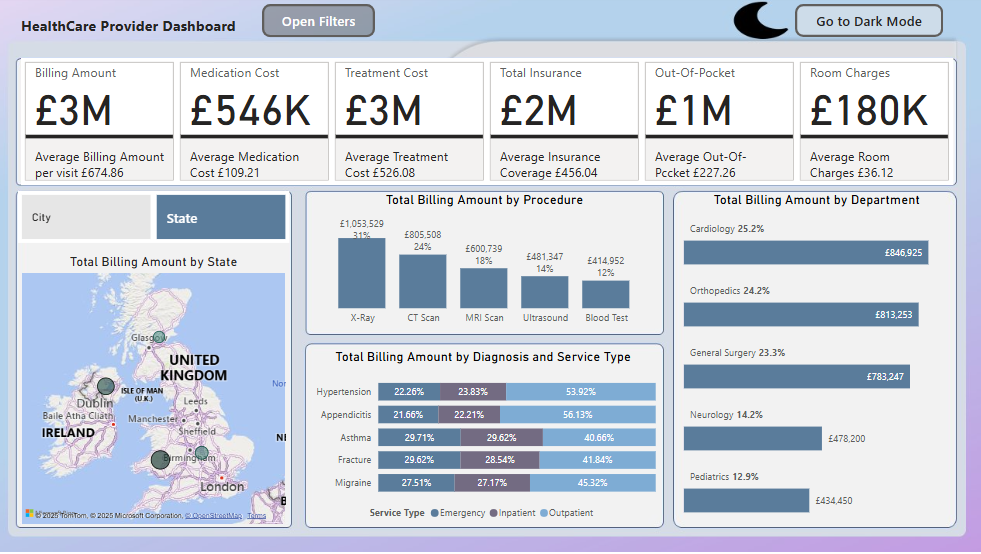 HealthCare Provider Dashboard
Open Filters
Go to Dark Mode
Billing Amount
£3M
Average Billing Amount
per visit £674.86
Medication Cost
£546K
Average Medication
Cost £109.21
Treatment Cost
£3M
Average Treatment
Cost £526.08
Total Insurance
£2M
Average Insurance
Coverage £456.04
Out-Of-Pocket
£1M
Average Out-Of-
Pccket £227.26
Room Charges
£180K
Average Room
Charges £36.12
City
State
Total Billing Amount by State
Glasgow
UNITED
KINGDOM
ISLE OF MAN
(U.K.)
Dublin
Baile Átha Cliath
IRELAND
Leeds
Manchester
Sheffield
Birmingham
London
Nor
NE
B
© 2025 TomTom, © 2025 Microsoft Corporation, © OpenStreetMap Terms
Total Billing Amount by Procedure
£1,053,529
31%
£805,508
24%
£600,739
18%
£481,347
14%
£414,952
12%
X-Ray
CT Scan
MRI Scan
Ultrasound
Blood Test
Total Billing Amount by Diagnosis and Service Type
Hypertension 22.26% 23.83% 53.92%
Appendicitis 21.66% 22.21% 56.13%
Asthma 29.71% 29.62% 40.66%
Fracture 29.62% 28.54% 41.84%
Migraine 27.51% 27.17% 45.32%
Service Type Emergency Inpatient Outpatient
Total Billing Amount by Department
Cardiology 25.2%
£846,925
Orthopedics 24.2%
£813,253
General Surgery 23.3%
£783,247
Neurology 14.2%
£478,200
Pediatrics 12.9%
£434,450